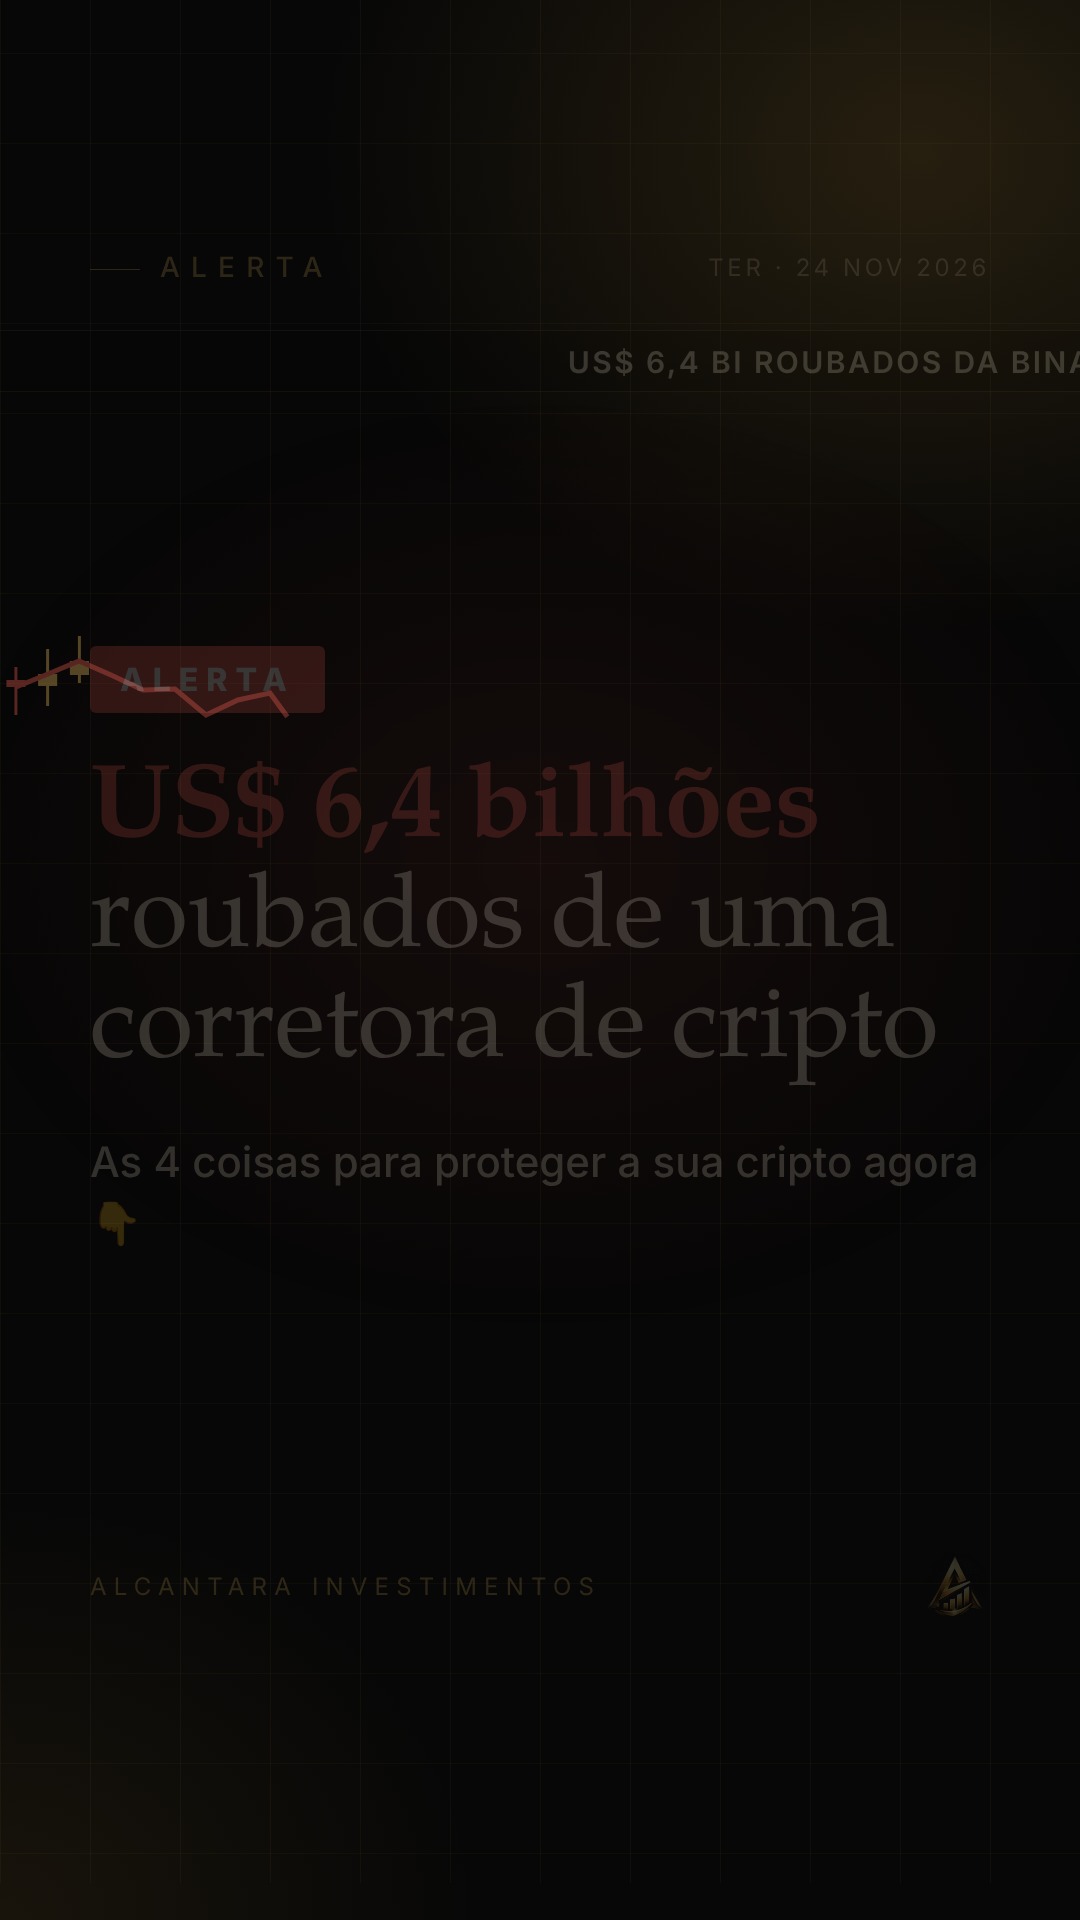 ALERTA
TER · 24 NOV 2026
US$ 6,4 BI ROUBADOS DA
ALERTA
US$ 6,4 bilhões
roubados de uma
corretora de cripto
As 4 coisas para proteger a sua cripto agora
👇
ALCANTARA INVESTIMENTOS